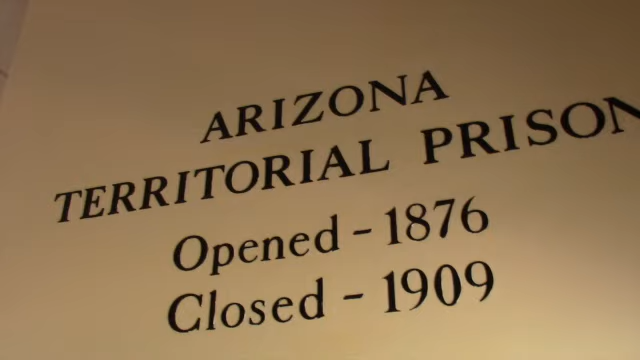 ARIZONA
TERRITORIAL PRISON
Opened - 1876
Closed - 1909